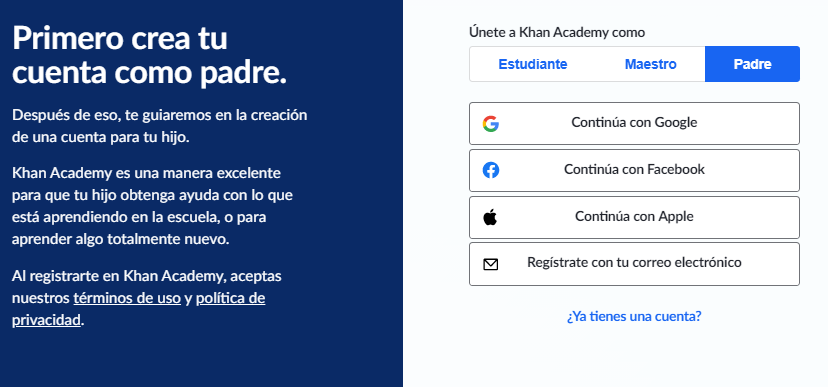 Primero crea tu
cuenta como padre.
Después de eso, te guiaremos en la creación
de una cuenta para tu hijo.
Khan Academy es una manera excelente
para que tu hijo obtenga ayuda con lo que
está aprendiendo en la escuela, o para
aprender algo totalmente nuevo.
Al registrarte en Khan Academy, aceptas
nuestros términos de uso y política de
privacidad.
Únete a Khan Academy como
Estudiante Maestro Padre
Continúa con Google
Continúa con Facebook
Continúa con Apple
Regístrate con tu correo electrónico
¿Ya tienes una cuenta?